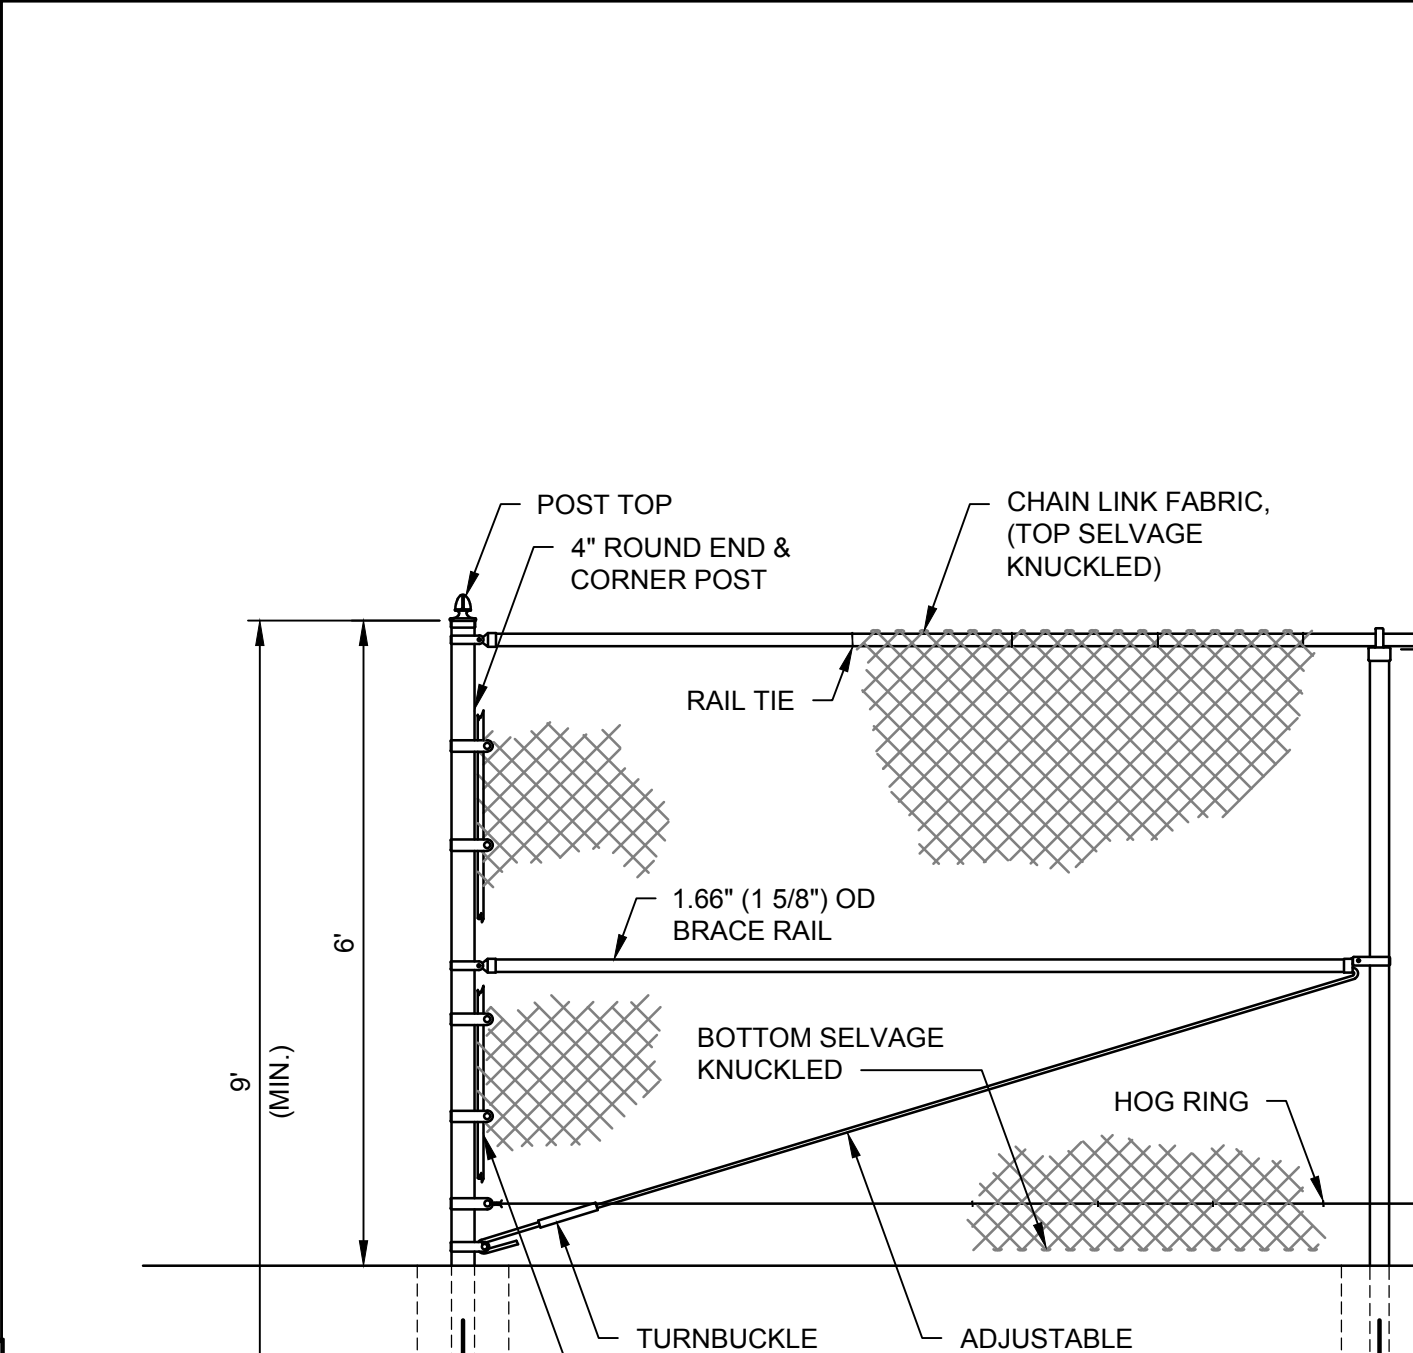 POST TOP
4" ROUND END &
CORNER POST
CHAIN LINK FABRIC,
(TOP SELVAGE
KNUCKLED)
RAIL TIE
1.66" (1 5/8") OD
BRACE RAIL
6'
9'
(MIN.)
BOTTOM SELVAGE
KNUCKLED
HOG RING
TURNBUCKLE
ADJUSTABLE